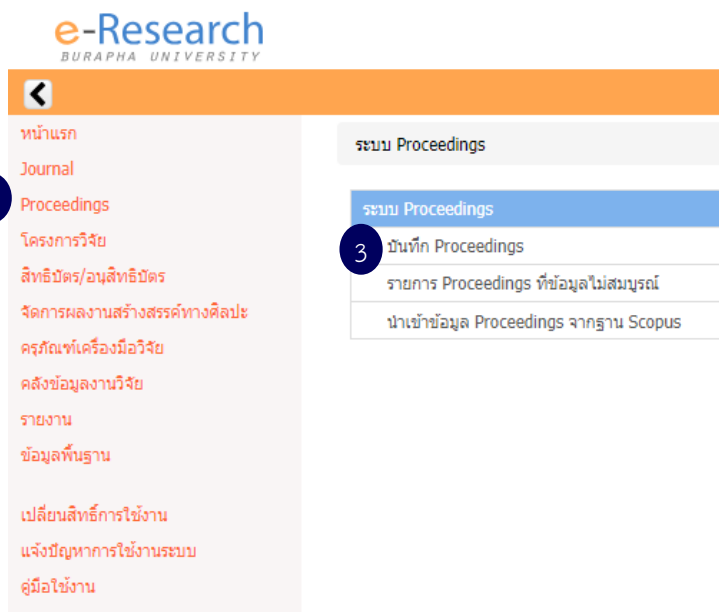 e-Research
BURAPHA UNIVERSITY
หน้าแรก
Journal
Proceedings
โครงการวิจัย
สิทธิบัตร/อนุสิทธิบัตร
จัดการผลงานสร้างสรรค์ทางศิลปะ
ครุภัณฑ์เครื่องมือวิจัย
คลังข้อมูลงานวิจัย
รายงาน
ข้อมูลพื้นฐาน
เปลี่ยนสิทธิ์การใช้งาน
แจ้งปัญหาการใช้งานระบบ
คู่มือใช้งาน
ระบบ Proceedings
ระบบ Proceedings
3 บันทึก Proceedings
รายการ Proceedings ที่ข้อมูลไม่สมบูรณ์
นำเข้าข้อมูล Proceedings จากฐาน Scopus